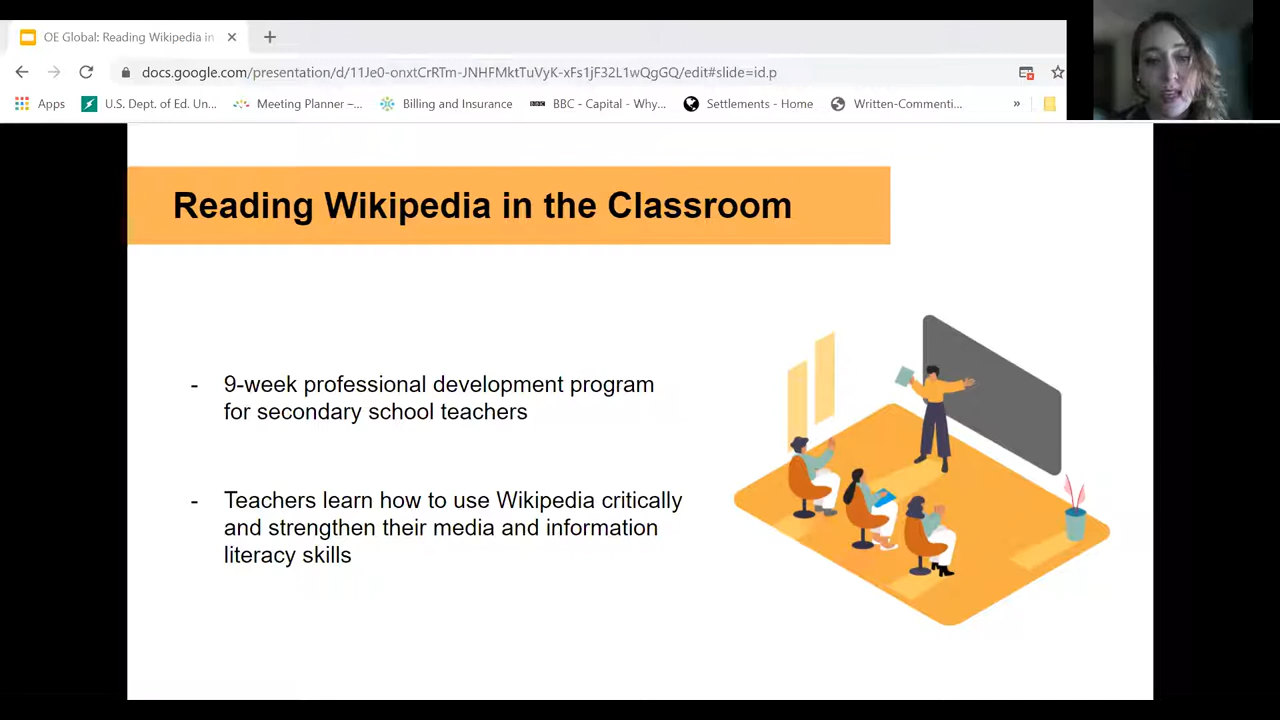 OE Global: Reading Wikipedia in
docs.google.com/presentation/d/11Je0-onxtCrRTm-JNHFMktTuVyK-xFs1jF32L1wQgGQ/edit#slide=id.p
Apps U.S. Dept. of Ed. Un... Meeting Planner –... Billing and Insurance BBC BBC - Capital - Why... Settlements - Home Written-Commenti... »
Reading Wikipedia in the Classroom
- 9-week professional development program
for secondary school teachers
- Teachers learn how to use Wikipedia critically
and strengthen their media and information
literacy skills